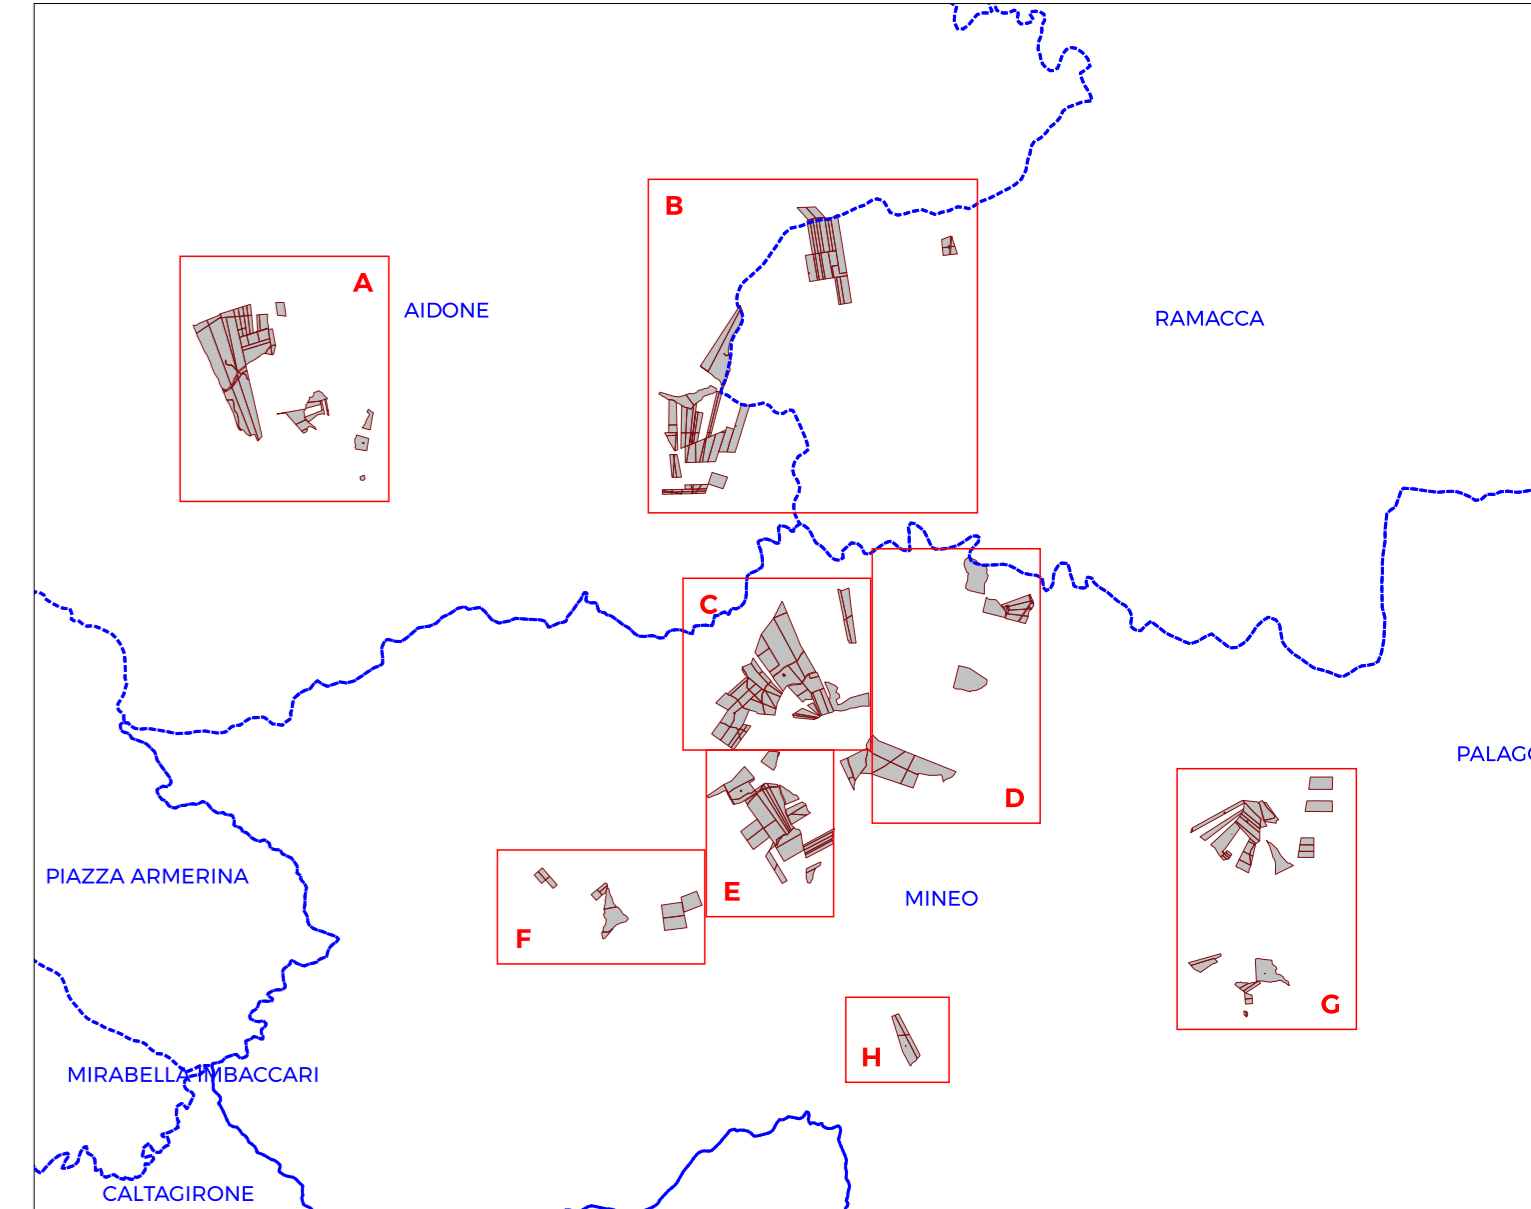 B
A
AIDONE
RAMACCA
C
PALAGO
D
PIAZZA ARMERINA
E
MINEO
F
G
H
MIRABELLA IMBACCARI
CALTAGIRONE